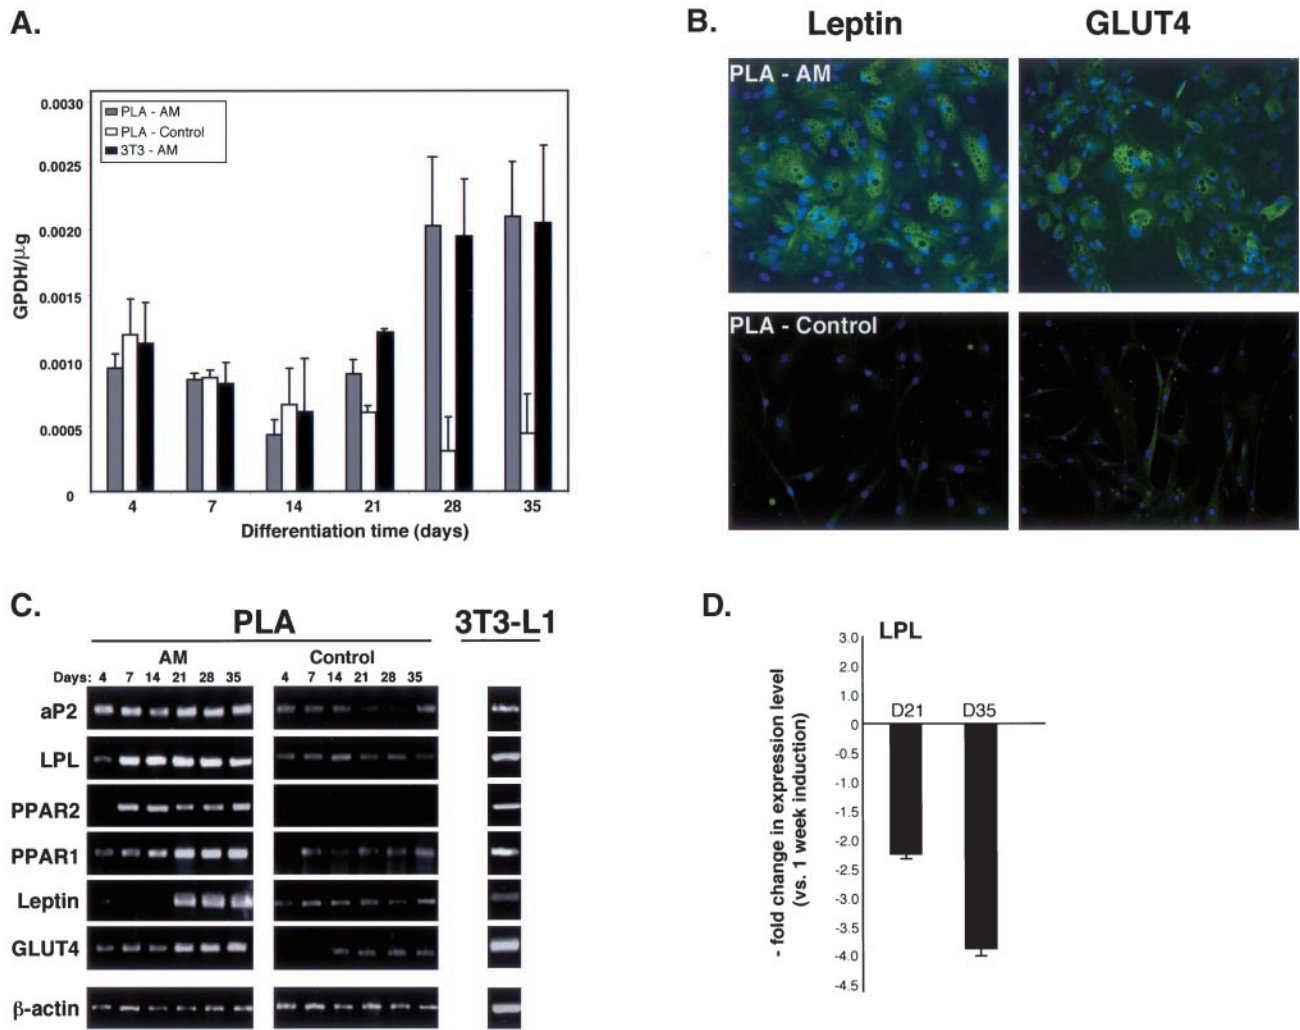 A.
0.0030
0.0025
0.0020
0.0015
0.0010
0.0005
0
GPDH/µg
PLA - AM
PLA - Control
3T3 - AM
4 7 14 21 28 35
Differentiation time (days)
B.
Leptin GLUT4
PLA - AM
PLA - Control
C.
PLA 3T3-L1
AM Control
Days: 4 7 14 21 28 35 4 7 14 21 28 35
aP2
LPL
PPAR2
PPAR1
Leptin
GLUT4
β-actin
D.
LPL
3.0
2.0
1.0
0
-0.5
-1.0
-1.5
-2.0
-2.5
-3.0
-3.5
-4.0
-4.5
D21 D35
- fold change in expression level
(vs. 1 week induction)